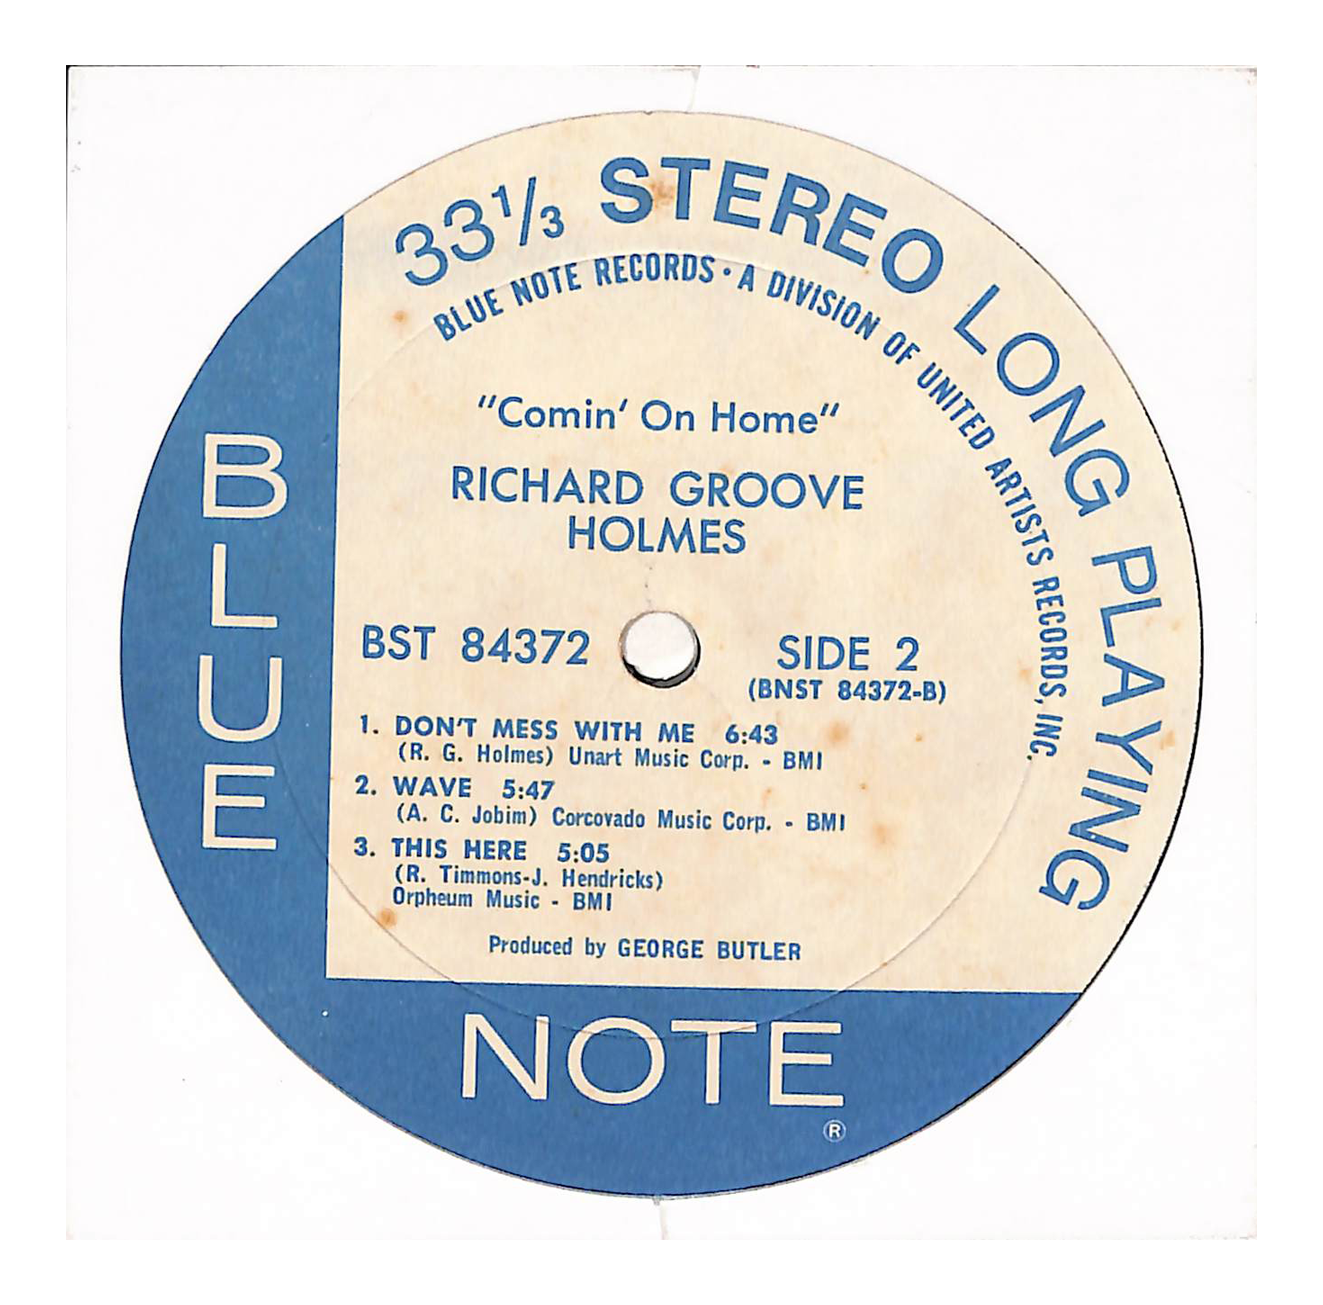 33⅓ STEREO LONG PLAYING
BLUE NOTE RECORDS • A DIVISION OF UNITED ARTISTS RECORDS, INC.
"Comin' On Home"
RICHARD GROOVE
HOLMES
BST 84372
SIDE 2
(BNST 84372-B)
1. DON'T MESS WITH ME 6:43
(R. G. Holmes) Unart Music Corp. - BMI
2. WAVE 5:47
(A. C. Jobim) Corcovado Music Corp. - BMI
3. THIS HERE 5:05
(R. Timmons-J. Hendricks)
Orpheum Music - BMI
Produced by GEORGE BUTLER
BLUE
NOTE
®